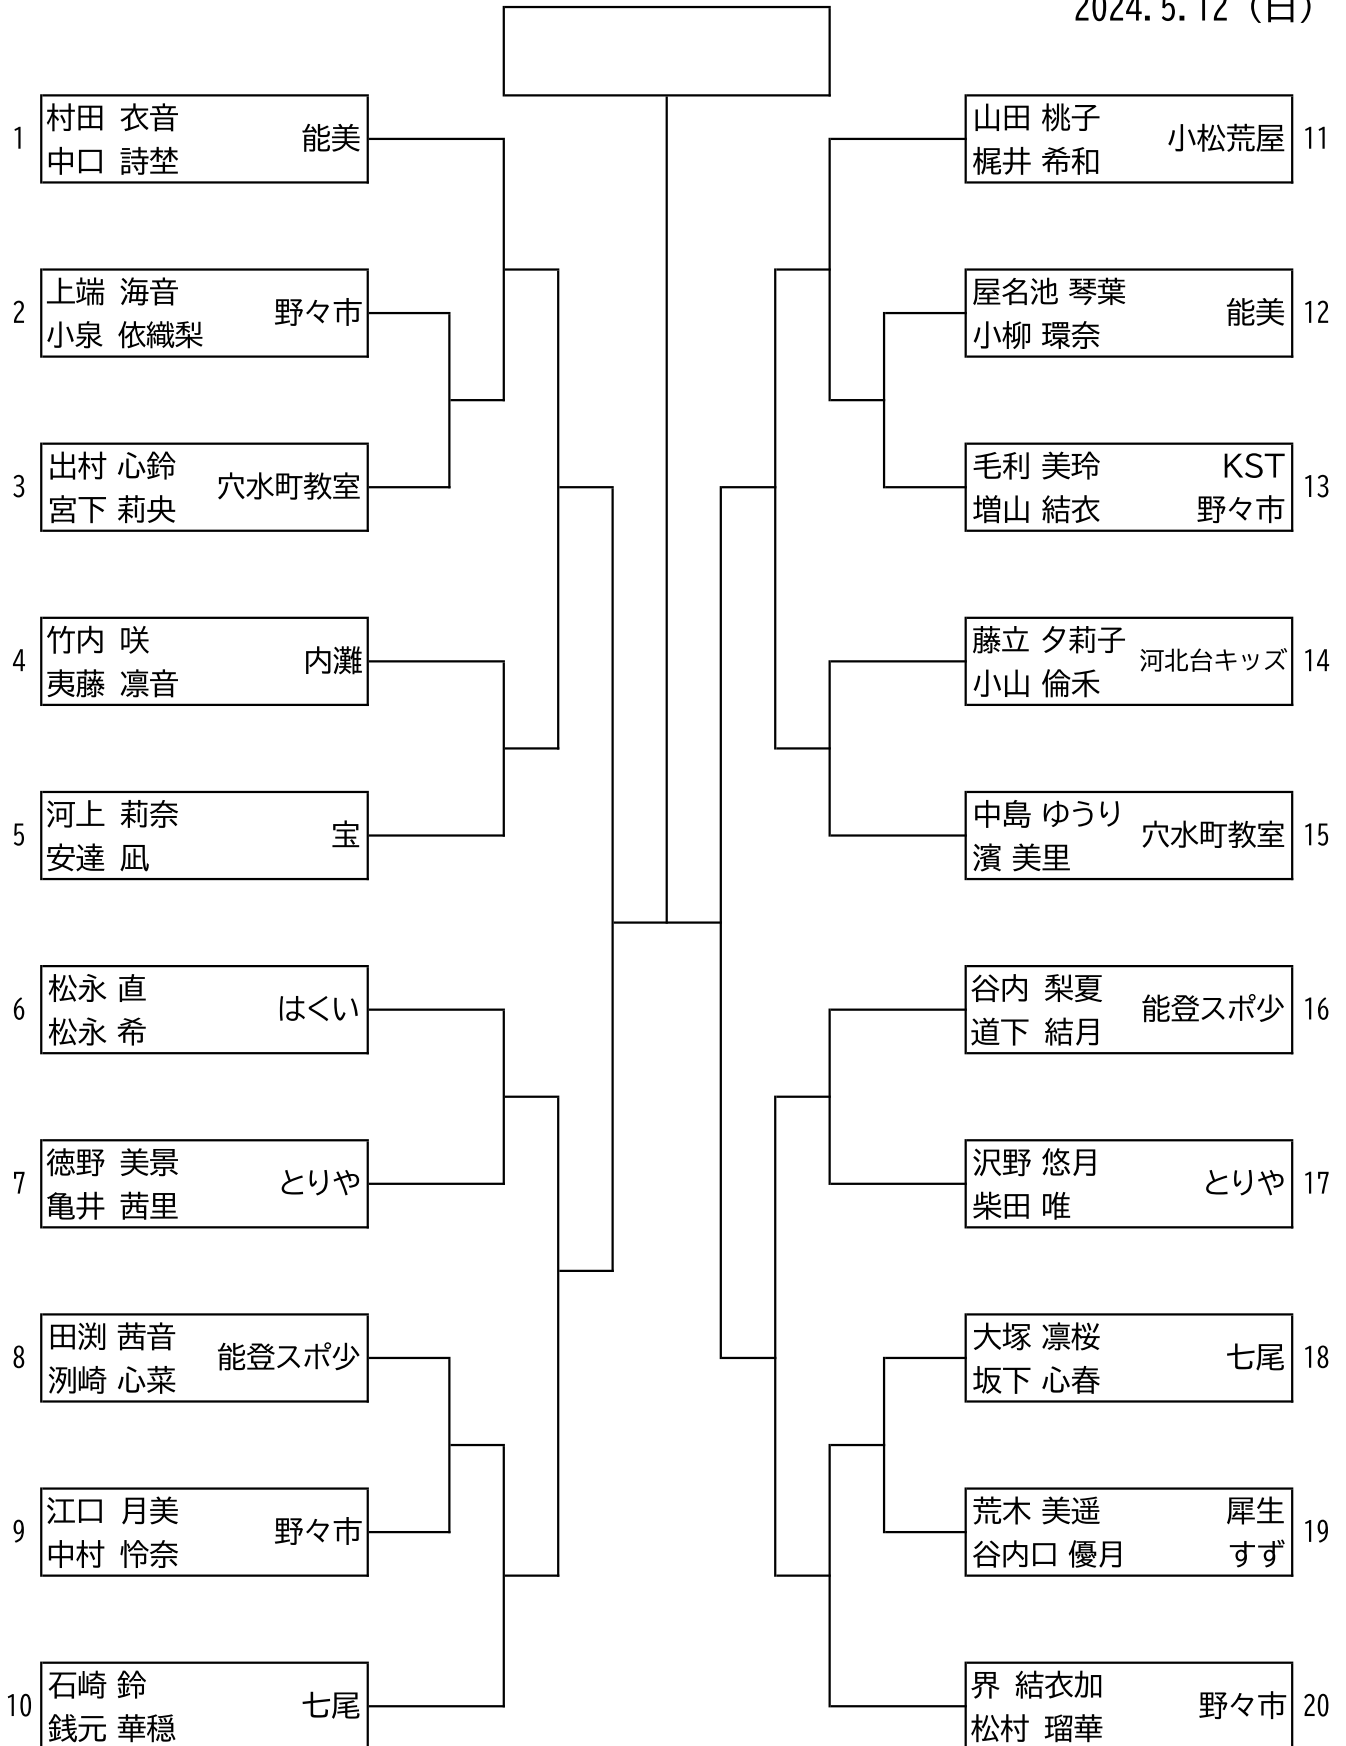 2024.5.12（日）
1
村田 衣音
中口 詩埜
能美
2
上端 海音
小泉 依織梨
野々市
3
出村 心鈴
宮下 莉央
穴水町教室
4
竹内 咲
夷藤 凛音
内灘
5
河上 莉奈
安達 凪
宝
6
松永 直
松永 希
はくい
7
徳野 美景
亀井 茜里
とりや
8
田渕 茜音
洌崎 心菜
能登スポ少
9
江口 月美
中村 怜奈
野々市
10
石崎 鈴
銭元 華穏
七尾
山田 桃子
梶井 希和
小松荒屋
11
屋名池 琴葉
小柳 環奈
能美
12
毛利 美玲
増山 結衣
KST
野々市
13
藤立 夕莉子
小山 倫禾
河北台キッズ
14
中島 ゆうり
濱 美里
穴水町教室
15
谷内 梨夏
道下 結月
能登スポ少
16
沢野 悠月
柴田 唯
とりや
17
大塚 凛桜
坂下 心春
七尾
18
荒木 美遥
谷内口 優月
犀生
すず
19
界 結衣加
松村 瑠華
野々市
20